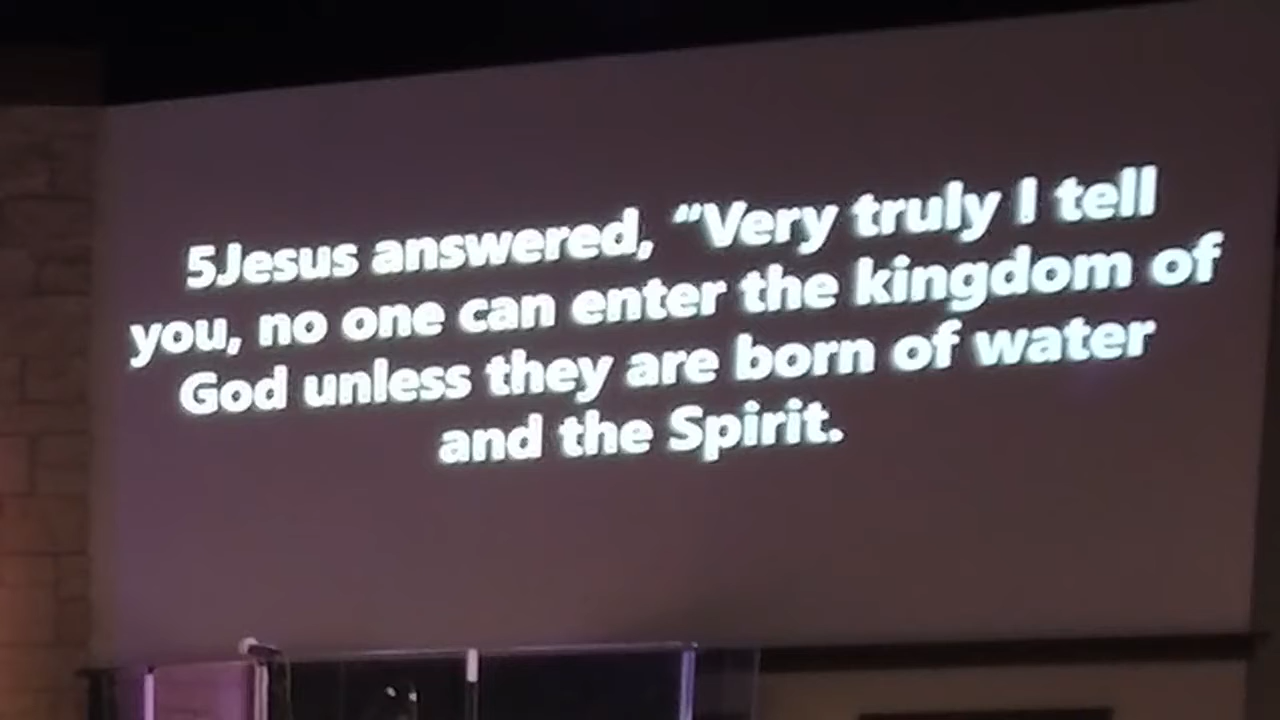 5Jesus answered, “Very truly I tell
you, no one can enter the kingdom of
God unless they are born of water
and the Spirit.